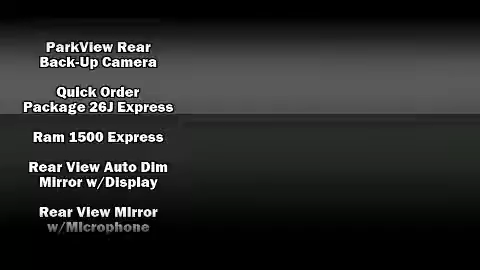 ParkView Rear
Back-Up Camera
Quick Order
Package 26J Express
Ram 1500 Express
Rear View Auto Dim
Mirror w/Display
Rear View Mirror
w/Microphone